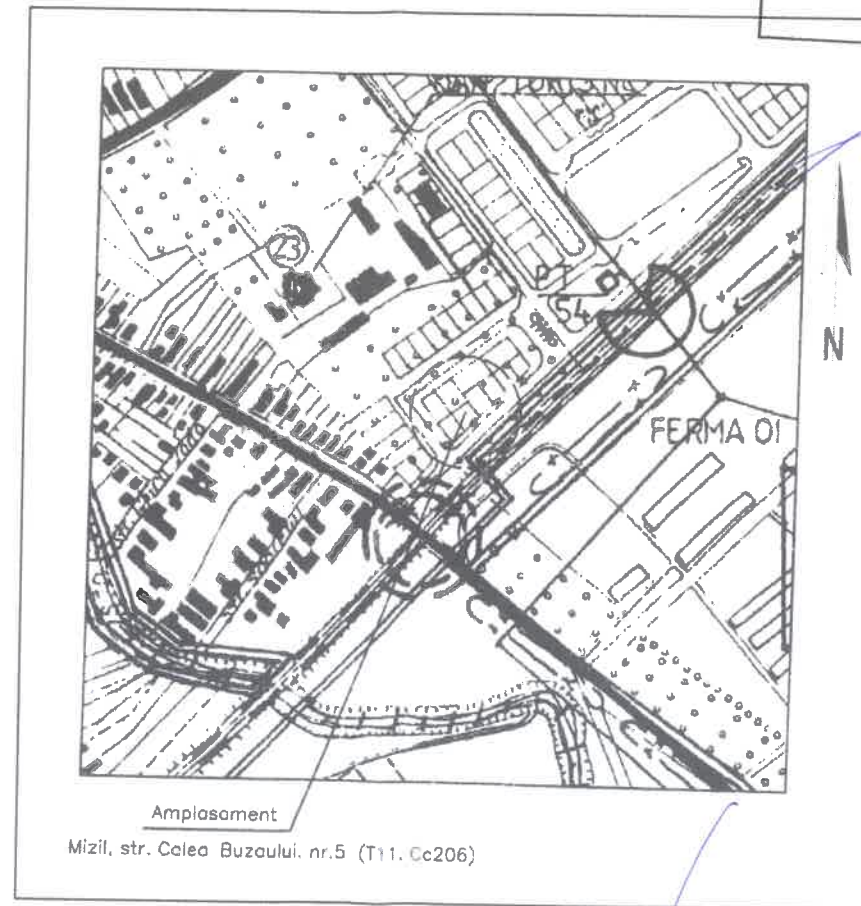 23
P.T.
54
N
FERMA 01
Amplasament
Mizil, str. Calea Buzaului. nr.5 (T11. Cc206)